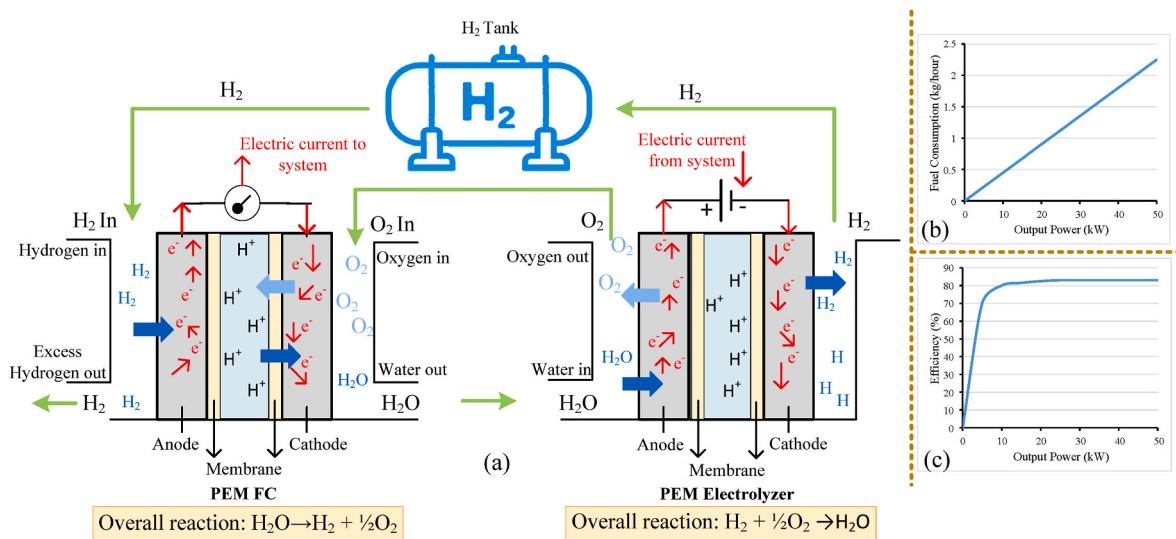 H₂ Tank
H₂
H₂
H₂
Electric current to
system
Electric current
from system
H₂ In
Hydrogen in
O₂ In
Oxygen in
H₂
H₂
O₂
O₂
O₂
e⁻
e⁻
e⁻
e⁻
e⁻
e⁻
e⁻
H⁺
H⁺
H⁺
H⁺
H⁺
H⁺
Excess
Hydrogen out
H₂
H₂
H₂O
Water out
H₂O
Anode
Membrane
Cathode
PEM FC
Overall reaction: H₂O→H₂ + ½O₂
(a)
+
-
O₂
Oxygen out
O₂
O₂
H₂
H₂
H₂
H₂O
Water in
H₂O
e⁻
e⁻
e⁻
e⁻
e⁻
e⁻
e⁻
H⁺
H⁺
H⁺
H⁺
H⁺
H⁺
H
H
H
Anode
Membrane
Cathode
PEM Electrolyzer
Overall reaction: H₂ + ½O₂ →H₂O
Fuel Consumption (kg/hour)
2.5
2
1.5
1
0.5
0
0 10 20 30 40 50
Output Power (kW)
(b)
Efficiency (%)
90
80
70
60
50
40
30
20
10
0
0 10 20 30 40 50
Output Power (kW)
(c)